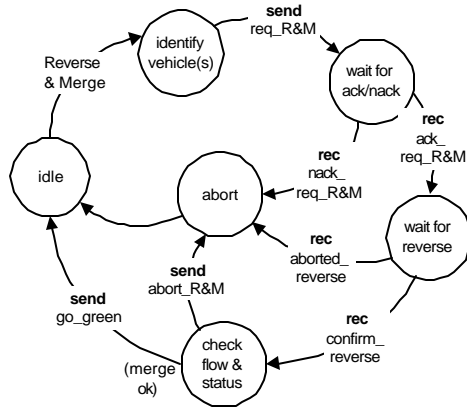 send
req_R&M
identify
vehicle(s)
Reverse
& Merge
wait for
ack/nack
rec
ack_
req_R&M
rec
nack_
req_R&M
idle
abort
wait for
reverse
rec
aborted_
reverse
send
abort_R&M
send
go_green
rec
confirm_
reverse
check
flow &
status
(merge
ok)